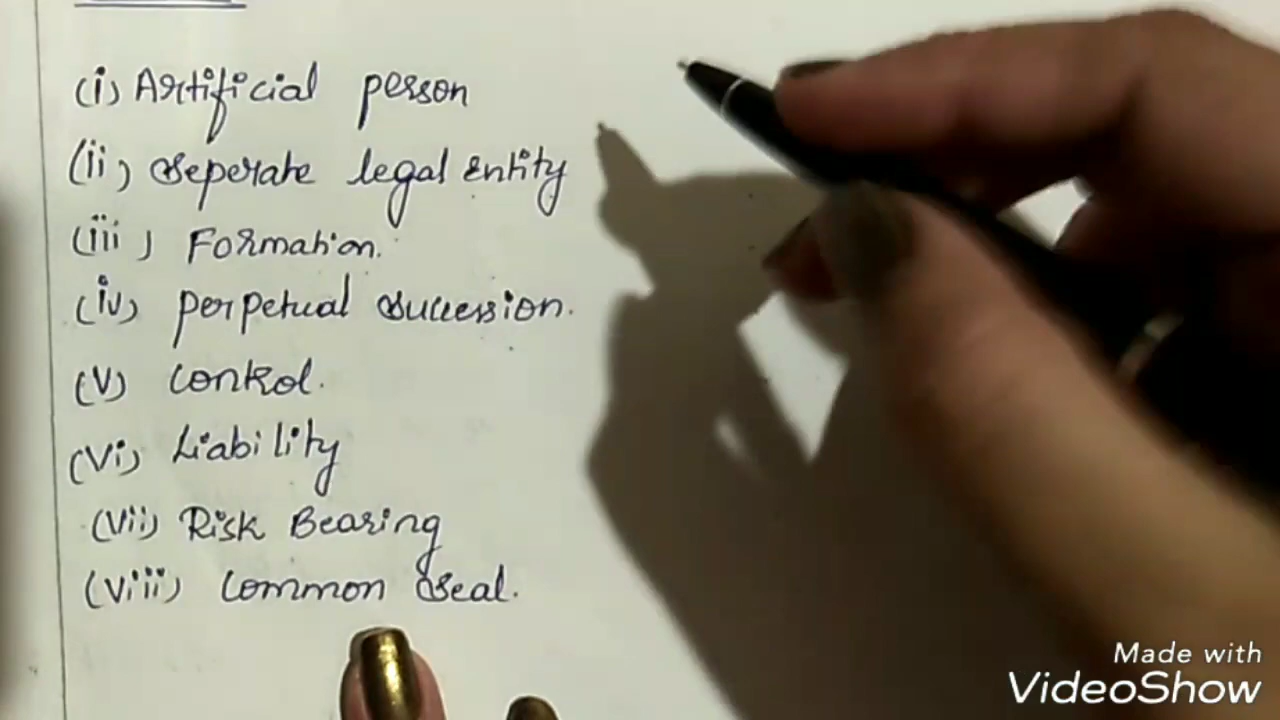 (i) Artificial person
(ii) Seperate legal Entity
(iii) Formation.
(iv) perpetual succession.
(v) control.
(vi) Liability
(vii) Risk Bearing
(viii) common seal.
Made with
VideoShow